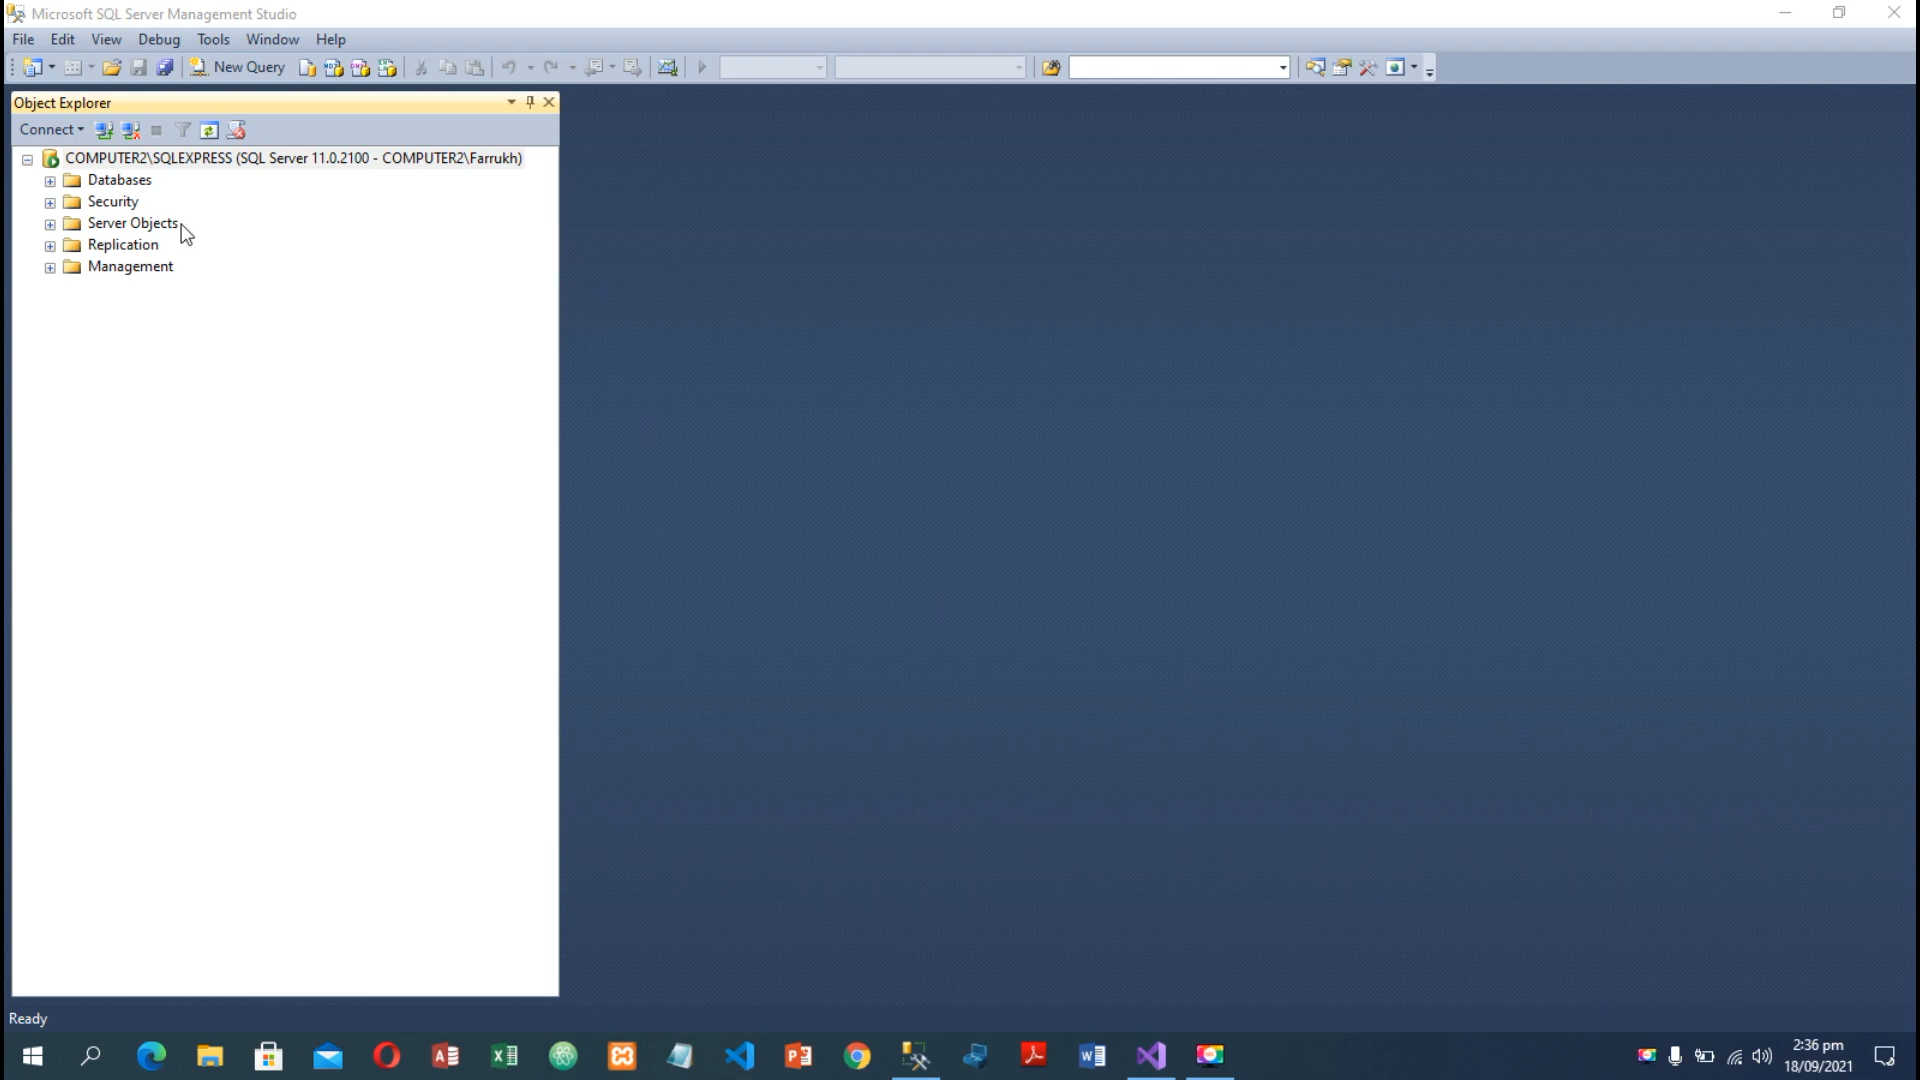 Microsoft SQL Server Management Studio
File Edit View Debug Tools Window Help
New Query
Object Explorer
Connect
COMPUTER2\SQLEXPRESS (SQL Server 11.0.2100 - COMPUTER2\Farrukh)
Databases
Security
Server Objects
Replication
Management
Ready
2:36 pm
18/09/2021